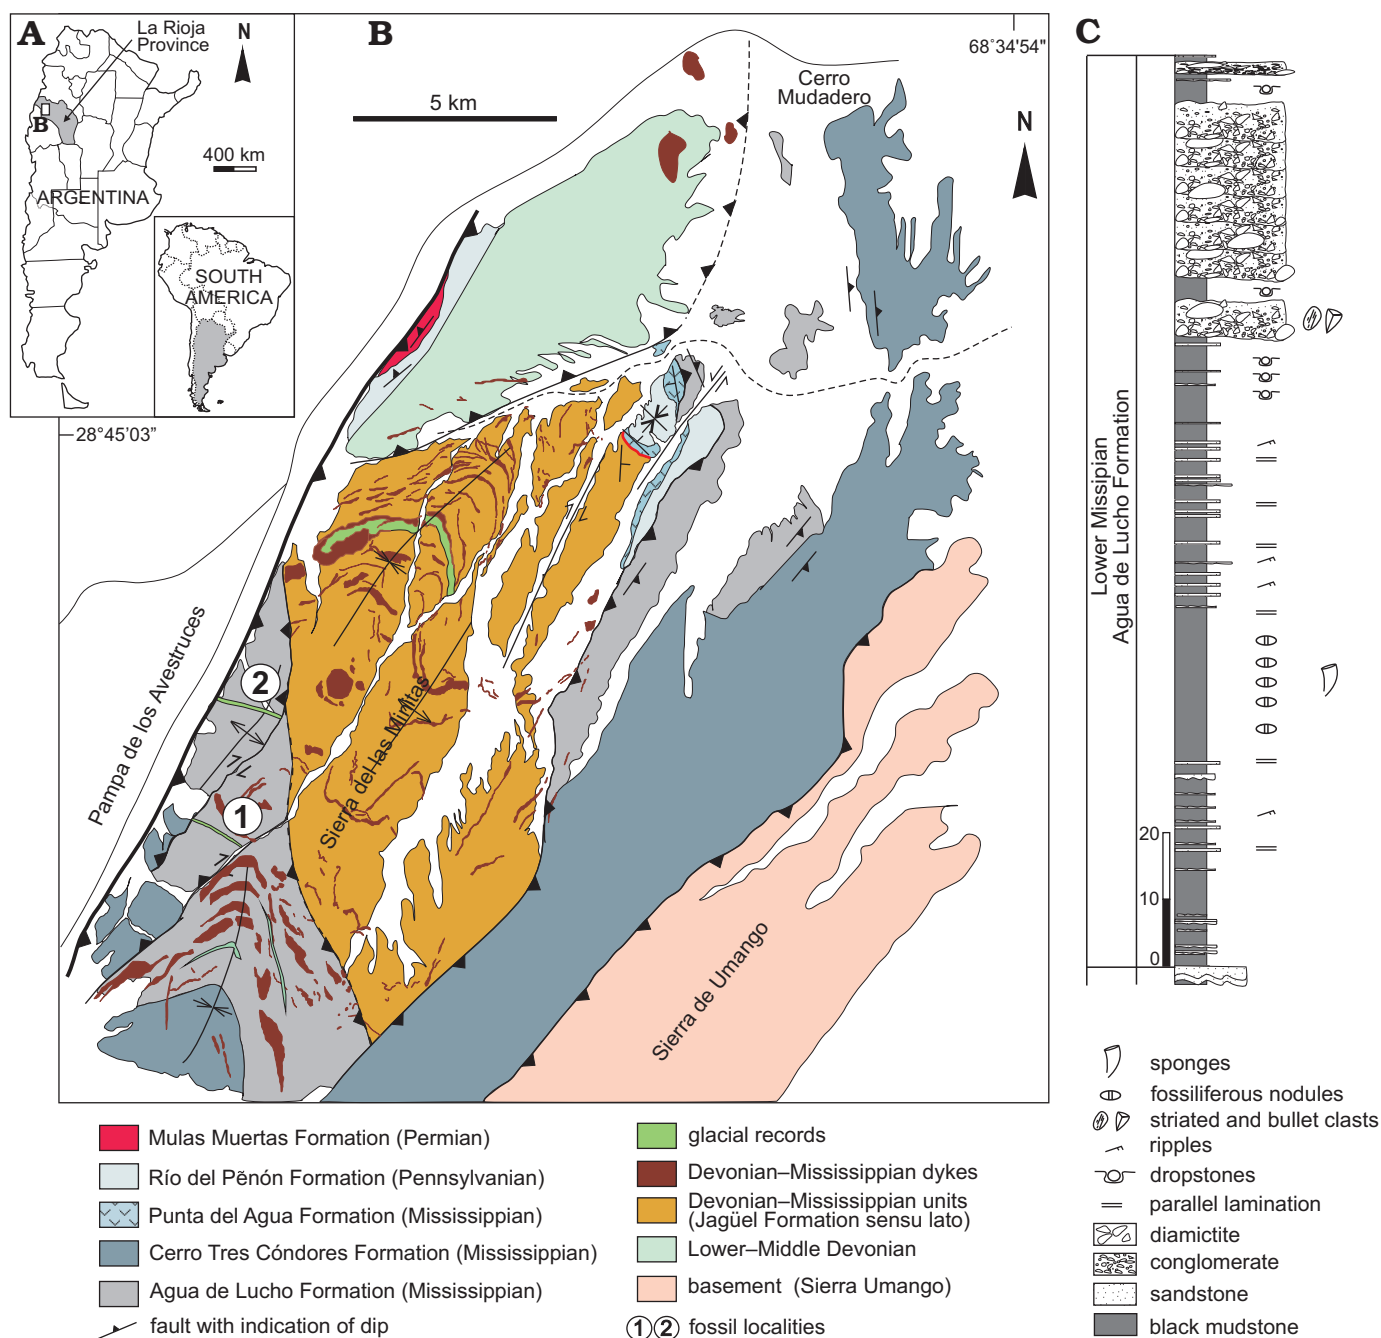 A
La Rioja
Province
N
B
400 km
ARGENTINA
SOUTH
AMERICA
B
68°34'54"
5 km
Cerro
Mudadero
N
28°45'03"
Pampa de los Avestruces
2
1
Sierra de las Minitas
Sierra de Umango
C
Lower Missipian
Agua de Lucho Formation
20
10
0
Mulas Muertas Formation (Permian)
Río del Pẽnón Formation (Pennsylvanian)
Punta del Agua Formation (Mississippian)
Cerro Tres Cóndores Formation (Mississippian)
Agua de Lucho Formation (Mississippian)
fault with indication of dip
glacial records
Devonian–Mississippian dykes
Devonian–Mississippian units
(Jagüel Formation sensu lato)
Lower–Middle Devonian
basement (Sierra Umango)
1 2 fossil localities
sponges
fossiliferous nodules
striated and bullet clasts
ripples
dropstones
parallel lamination
diamictite
conglomerate
sandstone
black mudstone